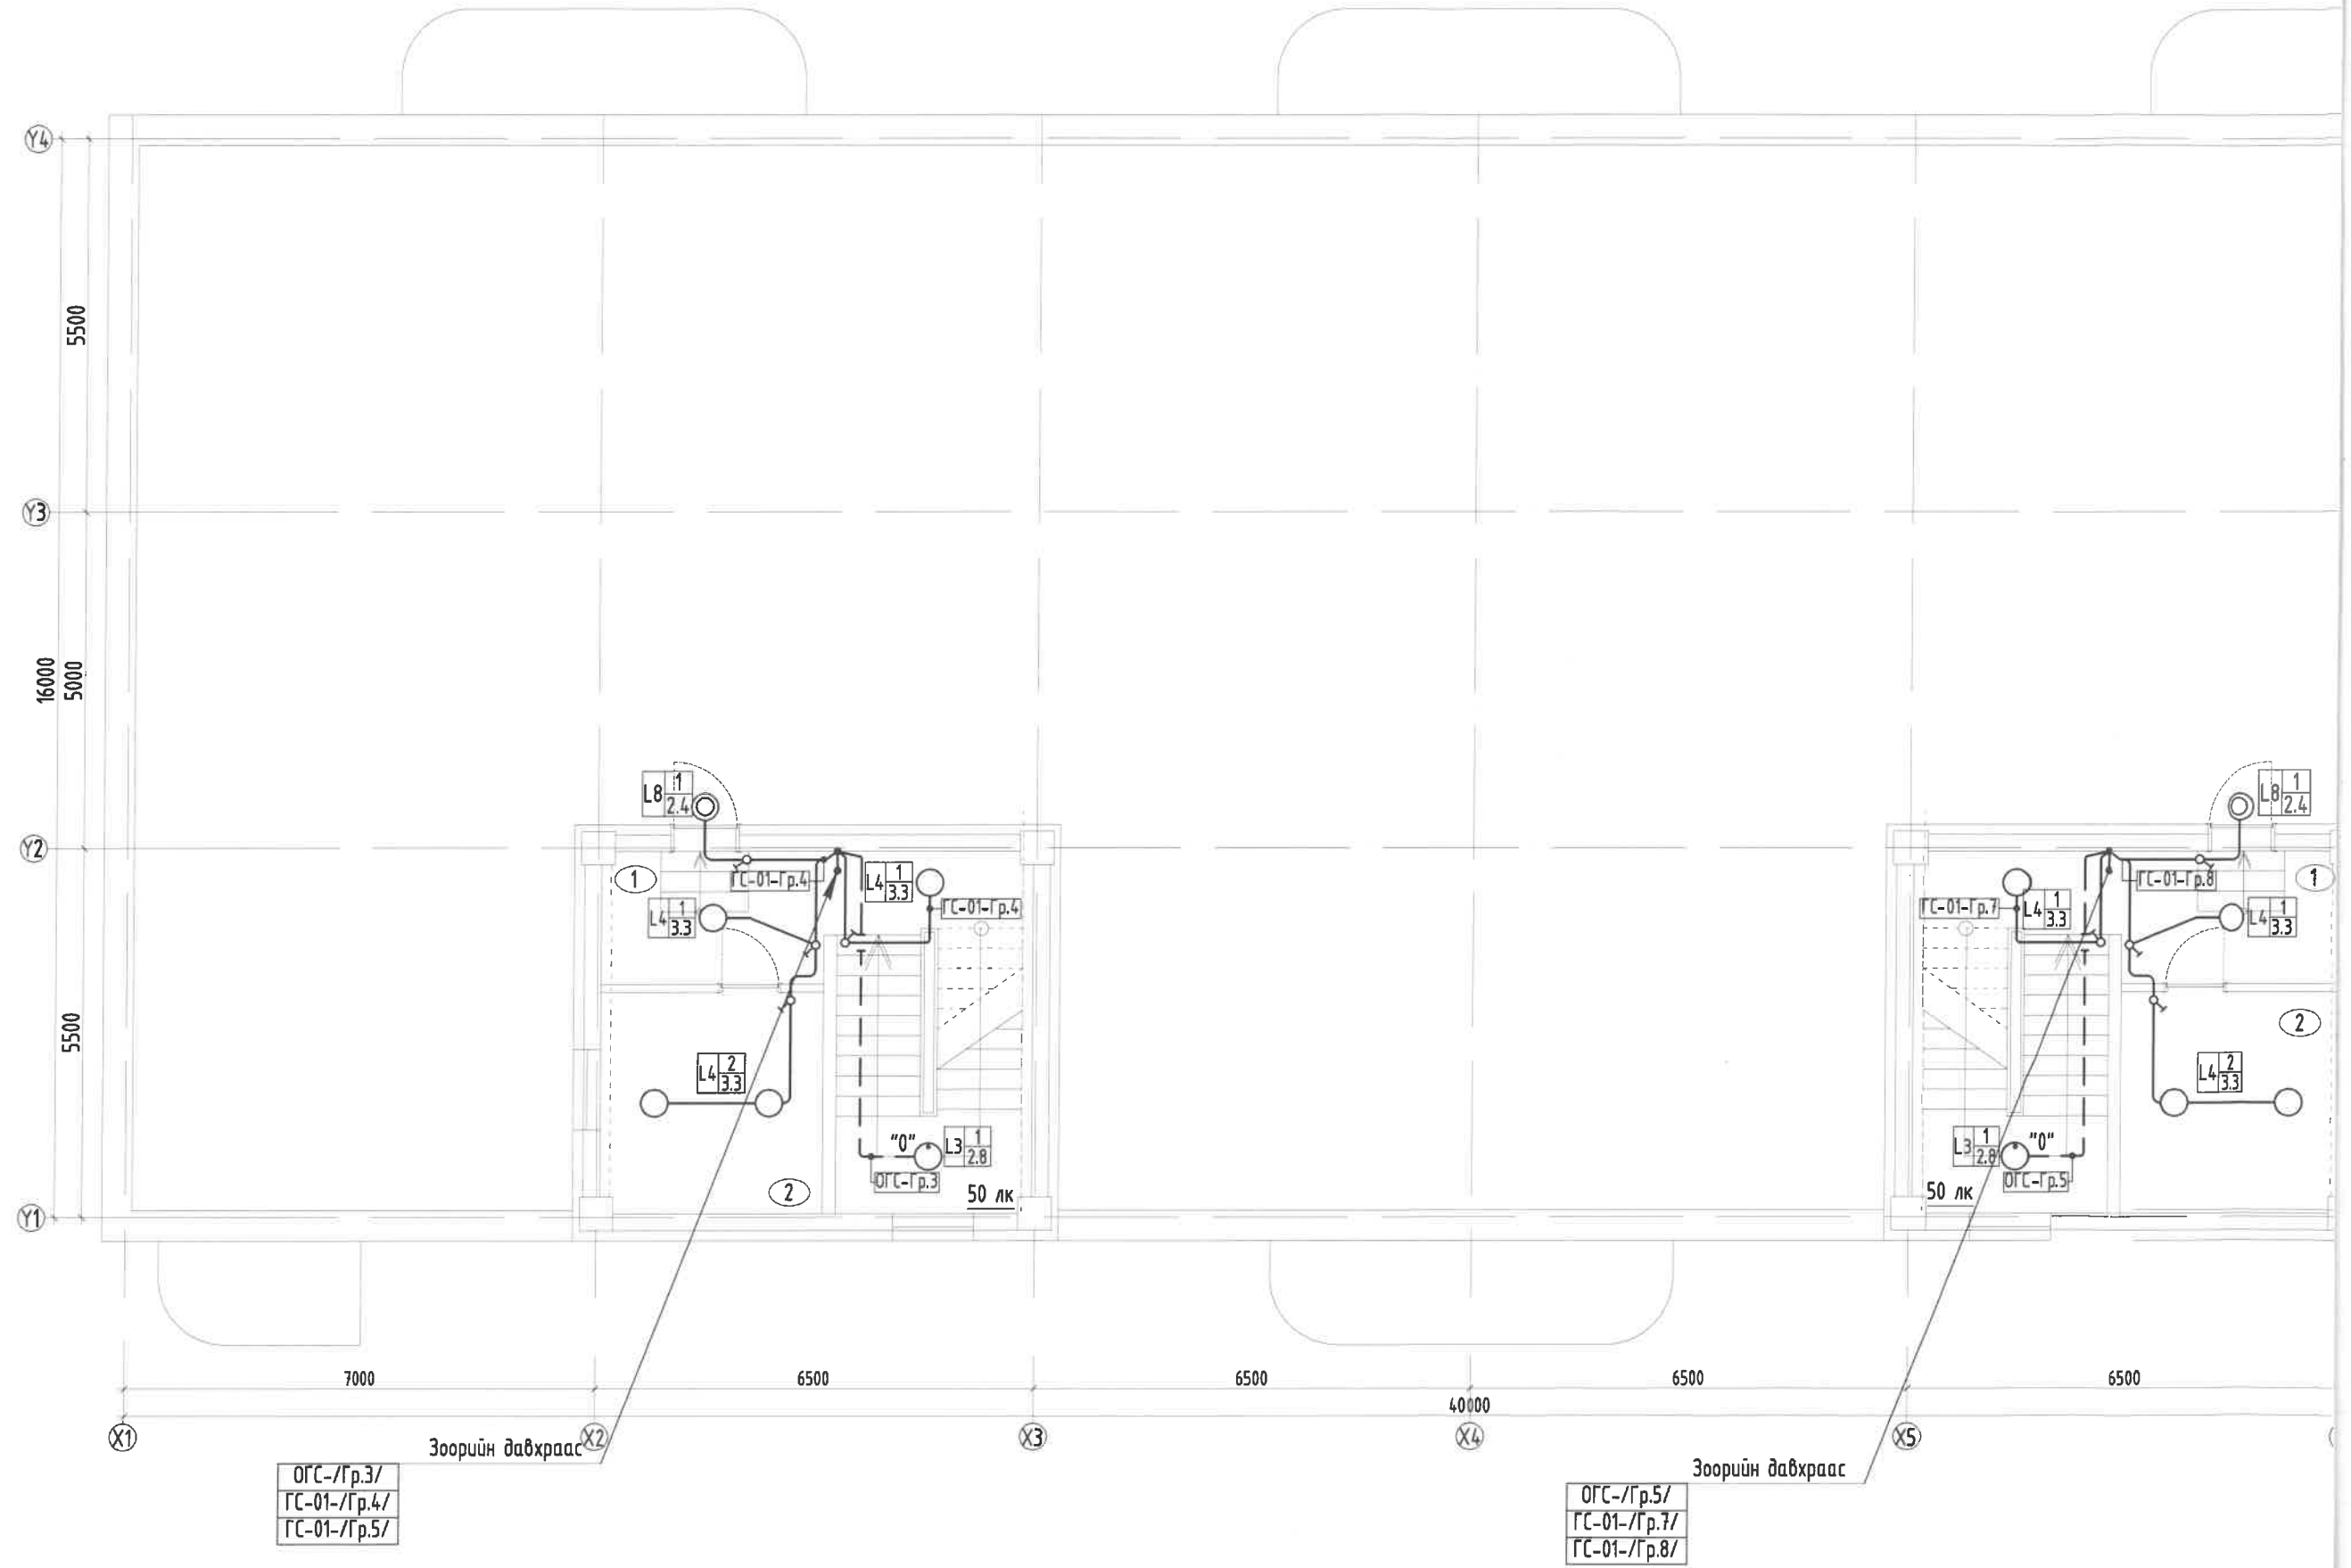 Y4
5500
Y3
16000
5000
L8 1 2.4
L8 1 2.4
Y2
1
ГС-01-Гр.4
L4 1 3.3
ГС-01-Гр.4
L4 1 3.3
ГС-01-Гр.7
L4 1 3.3
ГС-01-Гр.8
1
L4 1 3.3
5500
2
L4 2 3.3
L4 2 3.3
"0"
L3 1 2.8
ОГС-Гр.3
2
50 лк
L3 1 2.8
"0"
ОГС-Гр.5
50 лк
Y1
7000
6500
6500
6500
6500
40000
X1
X2
X3
X4
X5
Зоорийн давхраас
ОГС-/Гр.3/
ГС-01-/Гр.4/
ГС-01-/Гр.5/
Зоорийн давхраас
ОГС-/Гр.5/
ГС-01-/Гр.7/
ГС-01-/Гр.8/